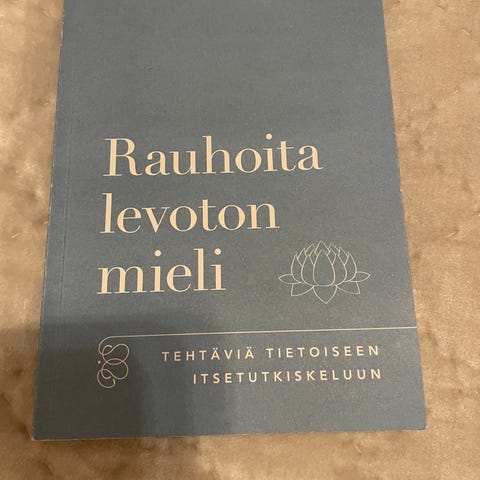 Rauhoita
levoton
mieli
TEHTÄVIÄ TIETOISEEN
ITSETUTKISKELUUN